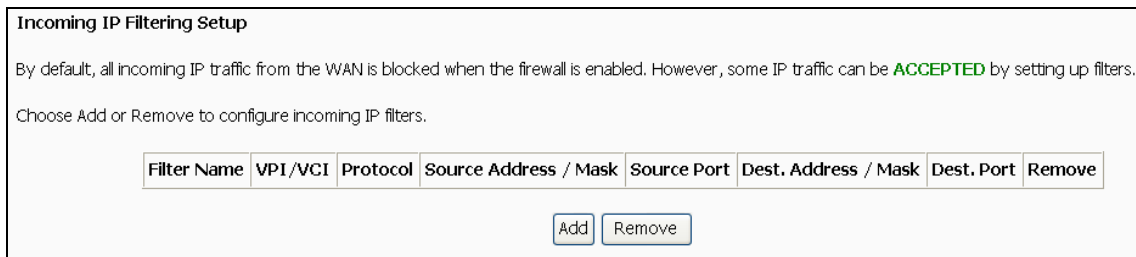 Incoming IP Filtering Setup
By default, all incoming IP traffic from the WAN is blocked when the firewall is enabled. However, some IP traffic can be ACCEPTED by setting up filters.
Choose Add or Remove to configure incoming IP filters.
Filter Name VPI/VCI Protocol Source Address / Mask Source Port Dest. Address / Mask Dest. Port Remove
Add Remove